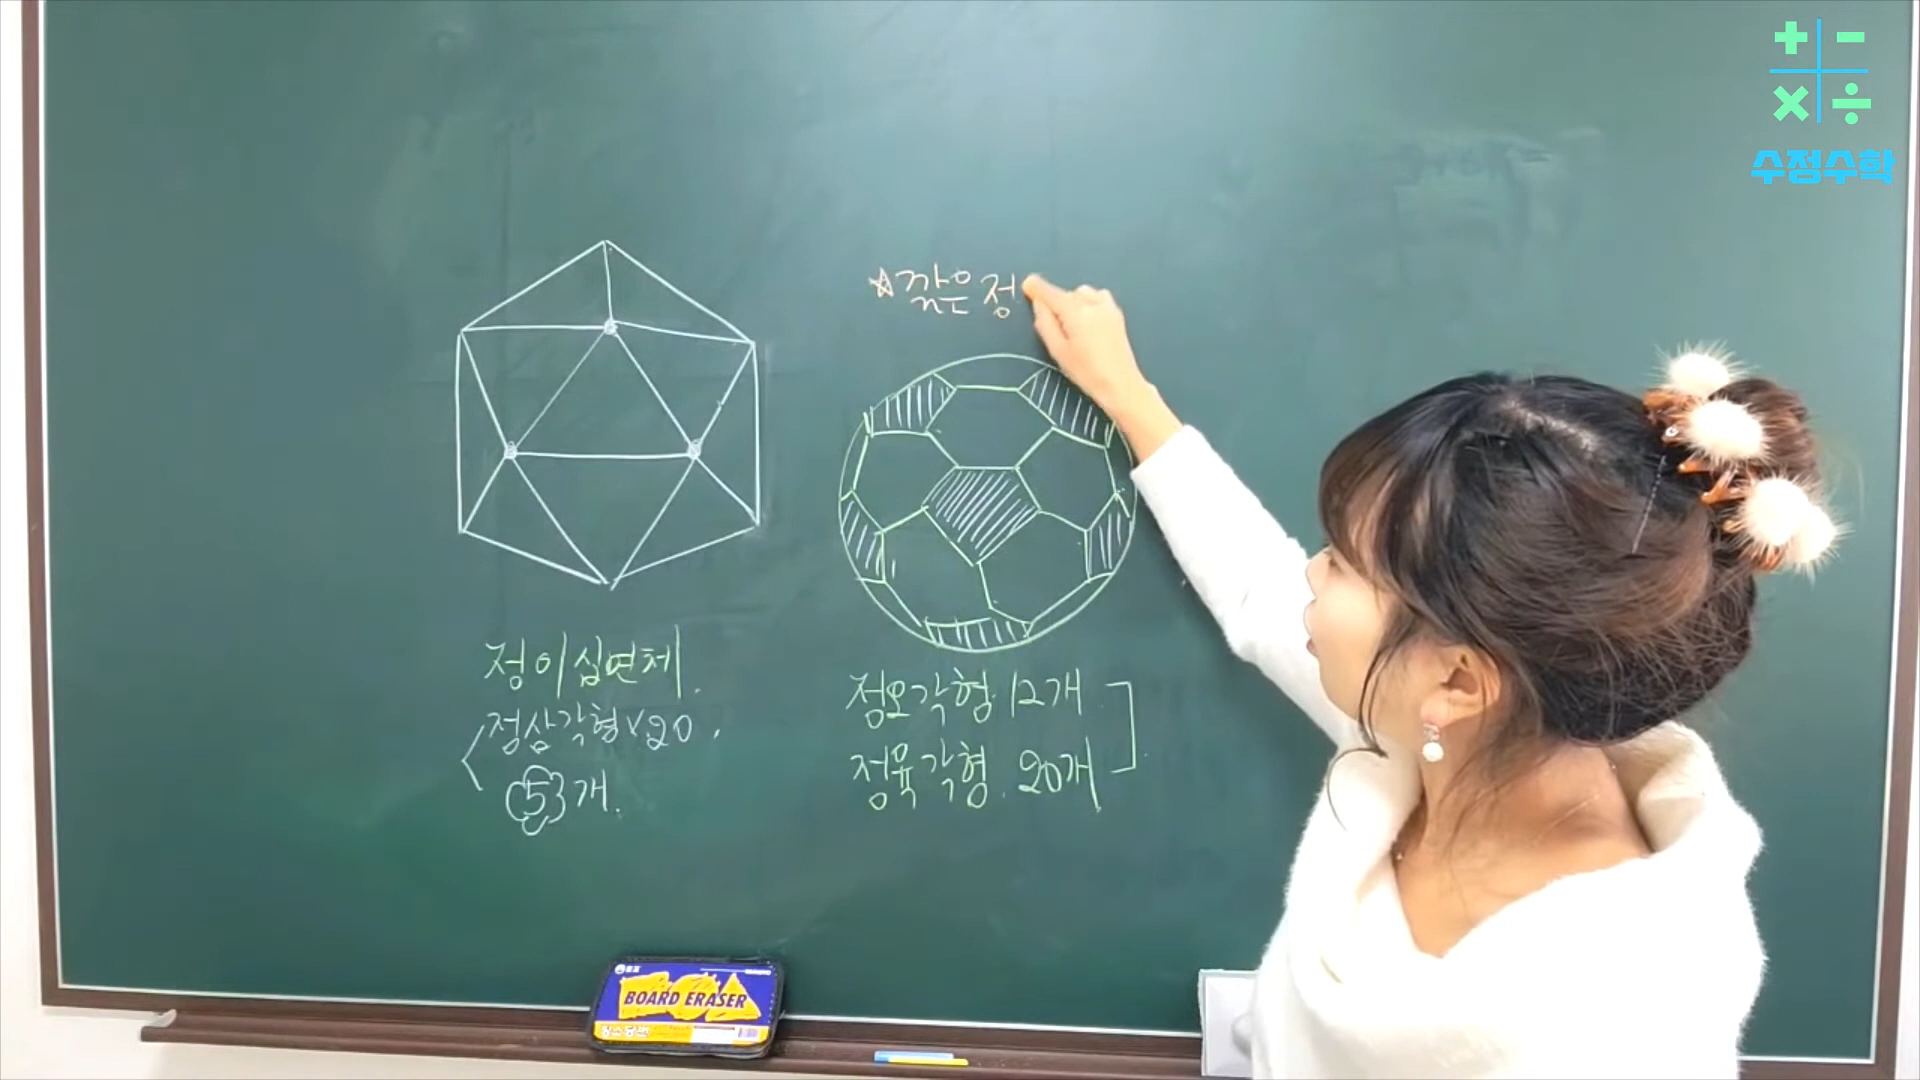 수정수학
☆깎은정
정이십면체.
정삼각형×20.
5개.
정오각형.12개
정육각형.20개
BOARD ERASER